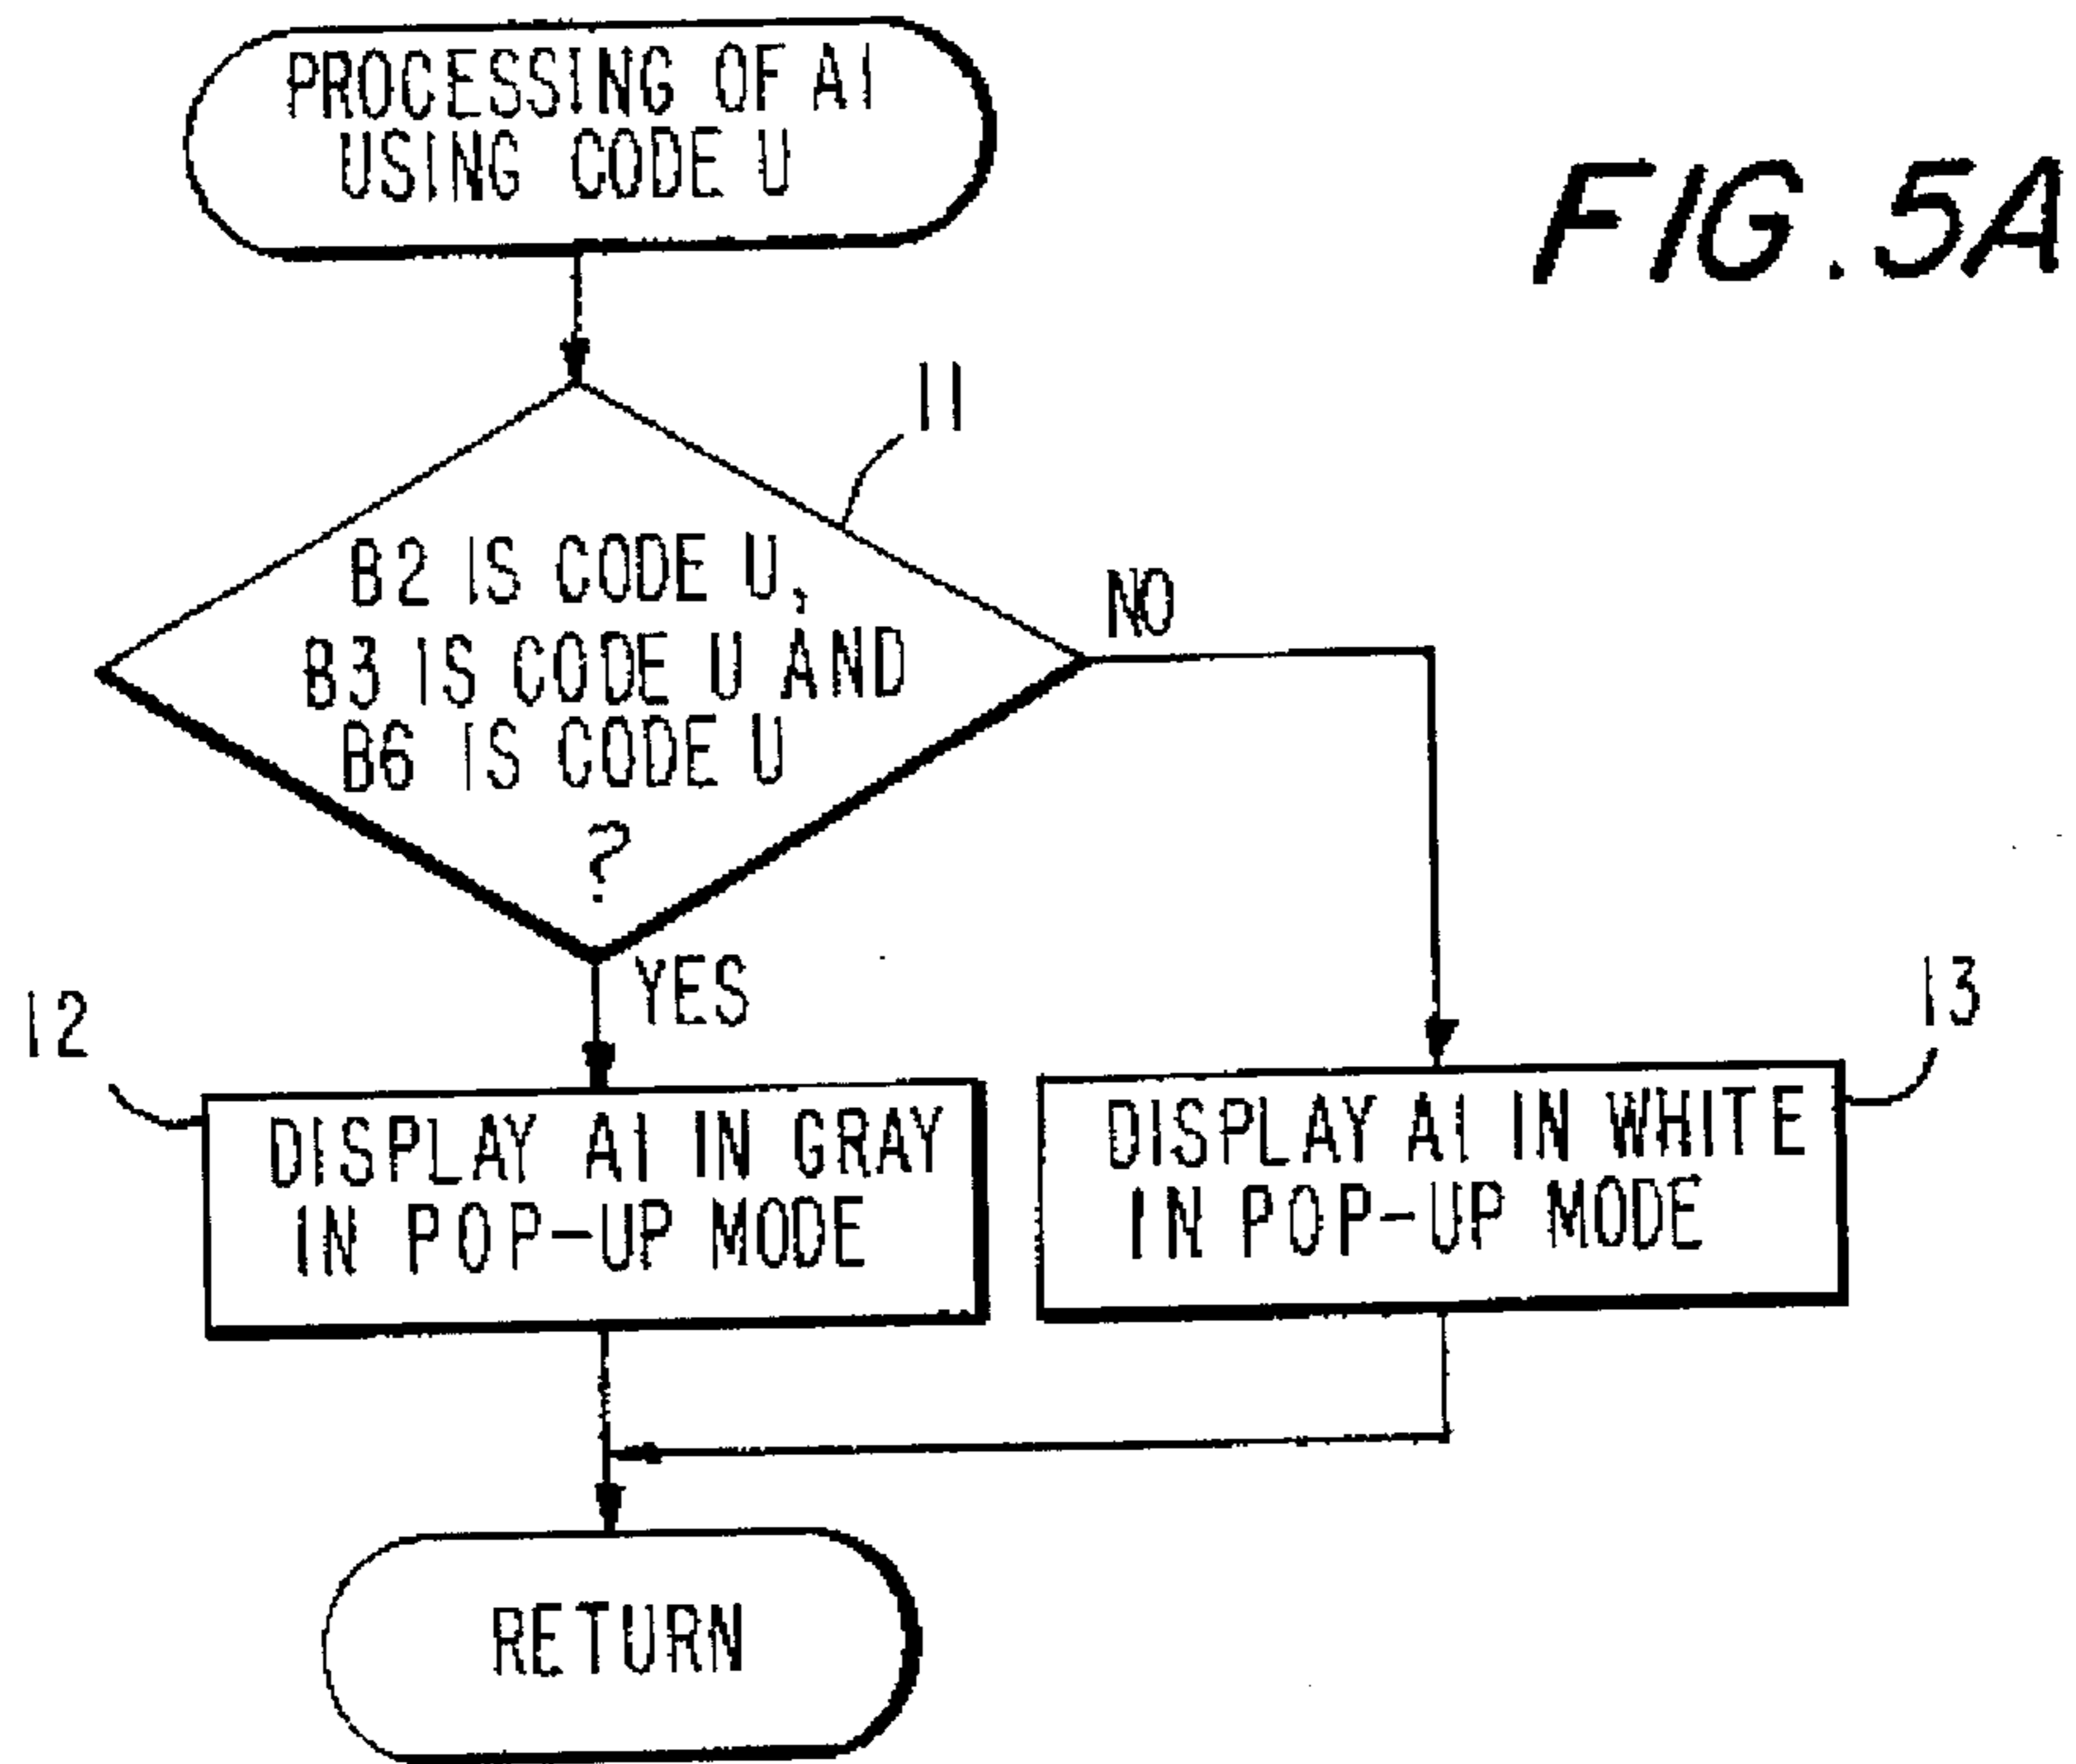 PROCESSING OF A1
USING CODE U
FIG. 5A
11
B2 IS CODE U,
B3 IS CODE U AND
B6 IS CODE U
?
NO
YES
12
13
DISPLAY A1 IN GRAY
IN POP-UP MODE
DISPLAY A1 IN WHITE
IN POP-UP MODE
RETURN